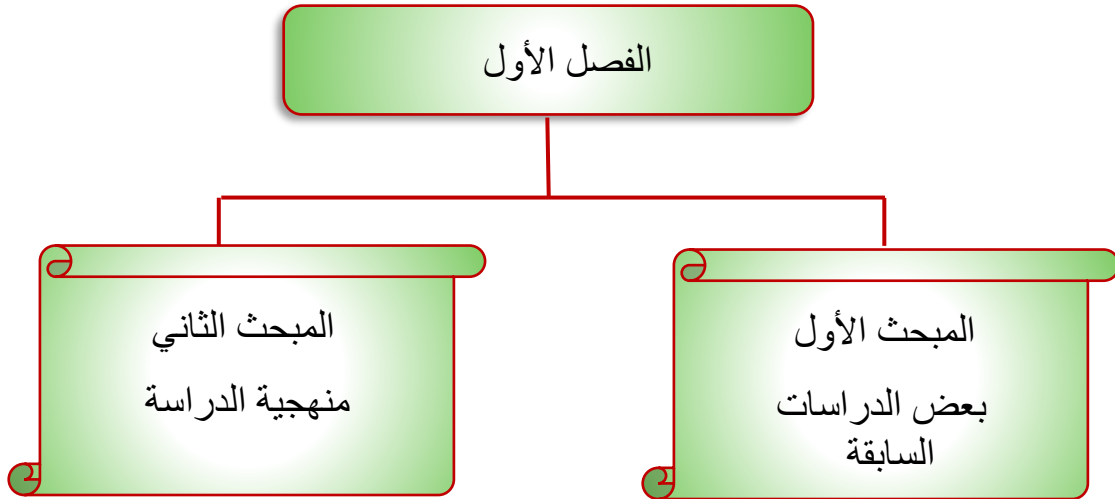 الفصل الأول
المبحث الأول
بعض الدراسات
السابقة
المبحث الثاني
منهجية الدراسة